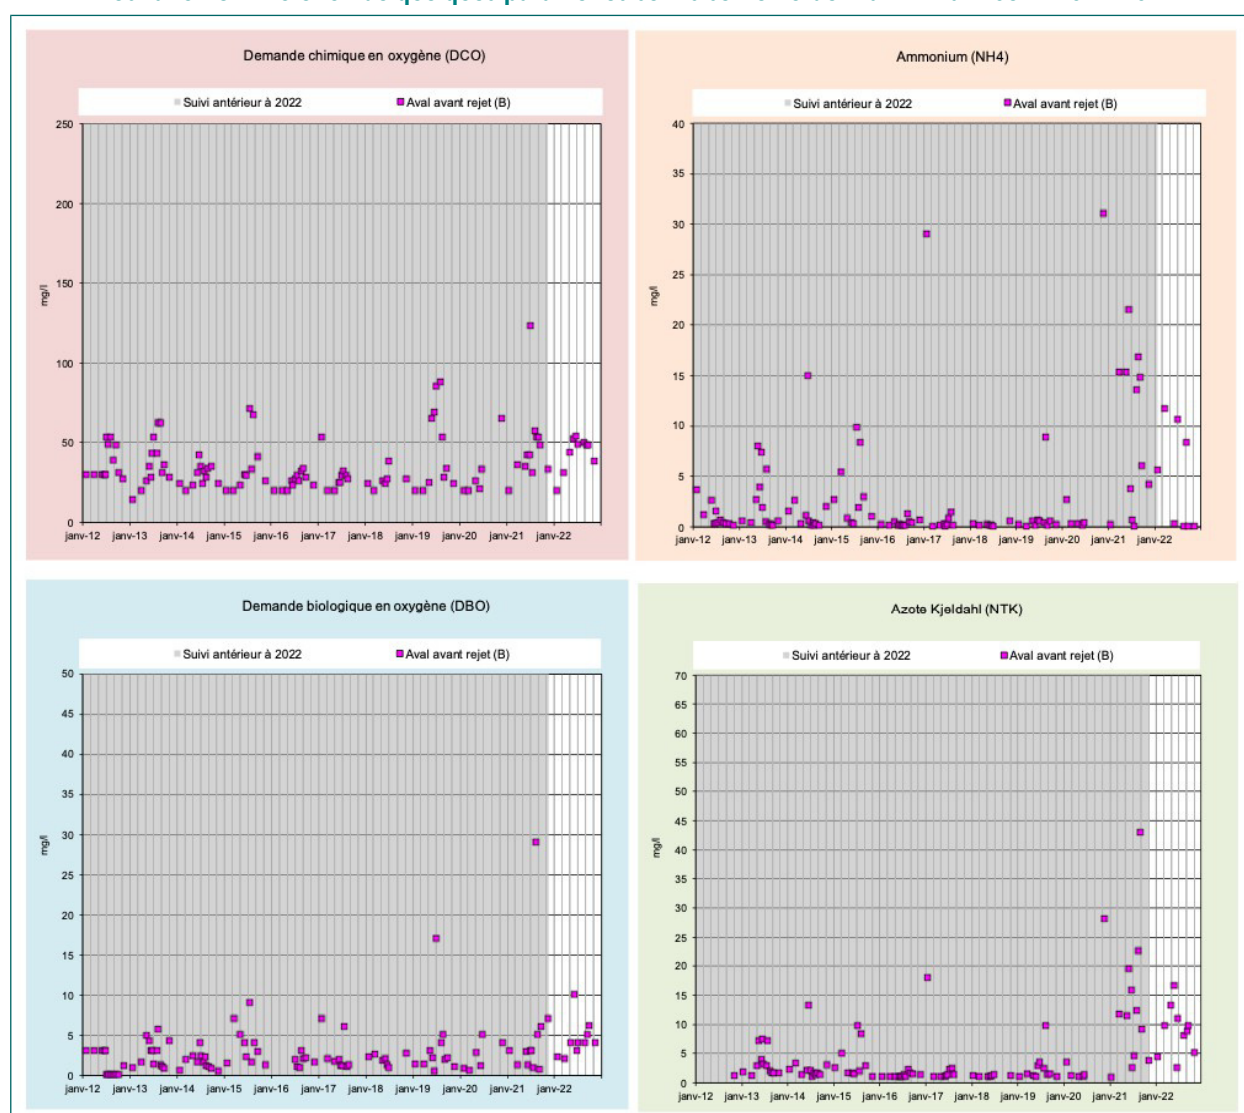 Demande chimique en oxygène (DCO)
Suivi antérieur à 2022
Aval avant rejet (B)
250
200
150
100
50
0
mg/l
janv-12 janv-13 janv-14 janv-15 janv-16 janv-17 janv-18 janv-19 janv-20 janv-21 janv-22
Ammonium (NH4)
Suivi antérieur à 2022
Aval avant rejet (B)
40
35
30
25
20
15
10
5
0
mg/l
janv-12 janv-13 janv-14 janv-15 janv-16 janv-17 janv-18 janv-19 janv-20 janv-21 janv-22
Demande biologique en oxygène (DBO)
Suivi antérieur à 2022
Aval avant rejet (B)
50
45
40
35
30
25
20
15
10
5
0
mg/l
janv-12 janv-13 janv-14 janv-15 janv-16 janv-17 janv-18 janv-19 janv-20 janv-21 janv-22
Azote Kjeldahl (NTK)
Suivi antérieur à 2022
Aval avant rejet (B)
70
65
60
55
50
45
40
35
30
25
20
15
10
5
0
mg/l
janv-12 janv-13 janv-14 janv-15 janv-16 janv-17 janv-18 janv-19 janv-20 janv-21 janv-22